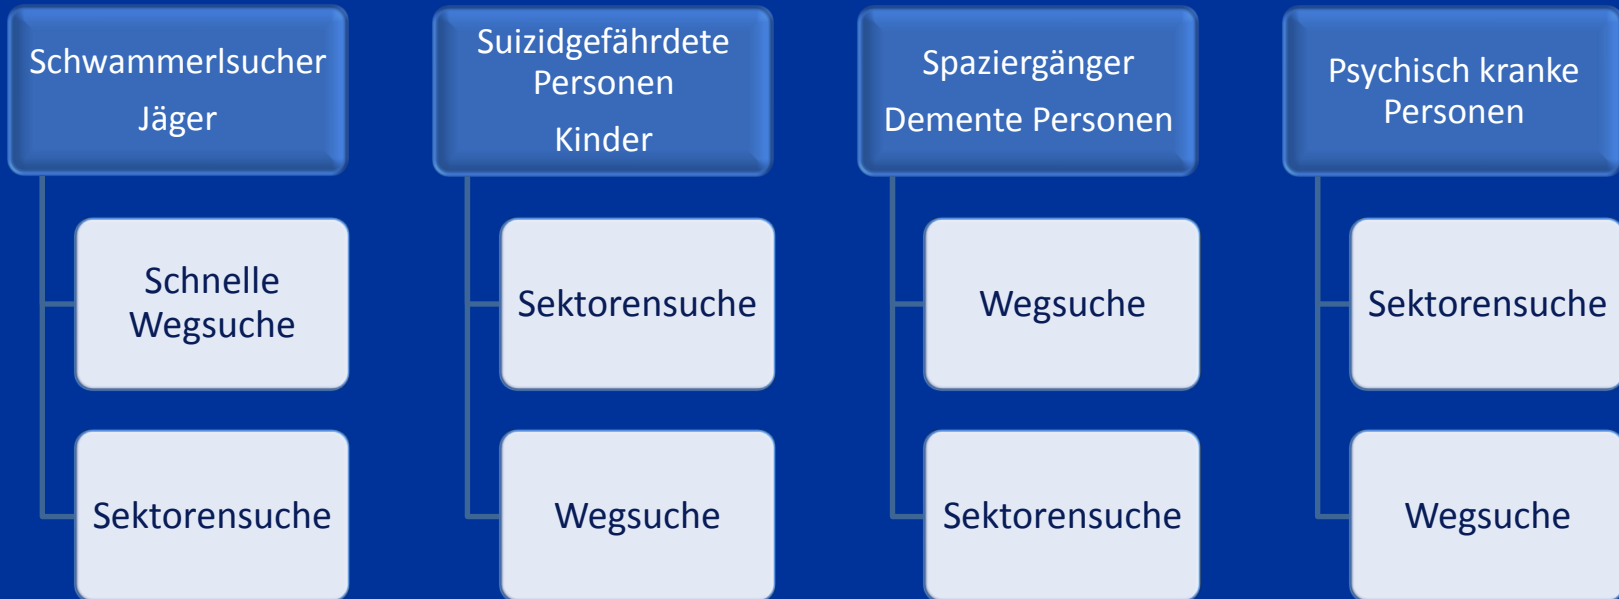 Schwammerlsucher
Jäger
Schnelle
Wegsuche
Sektorensuche
Suizidgefährdete
Personen
Kinder
Sektorensuche
Wegsuche
Spaziergänger
Demente Personen
Wegsuche
Sektorensuche
Psychisch kranke
Personen
Sektorensuche
Wegsuche